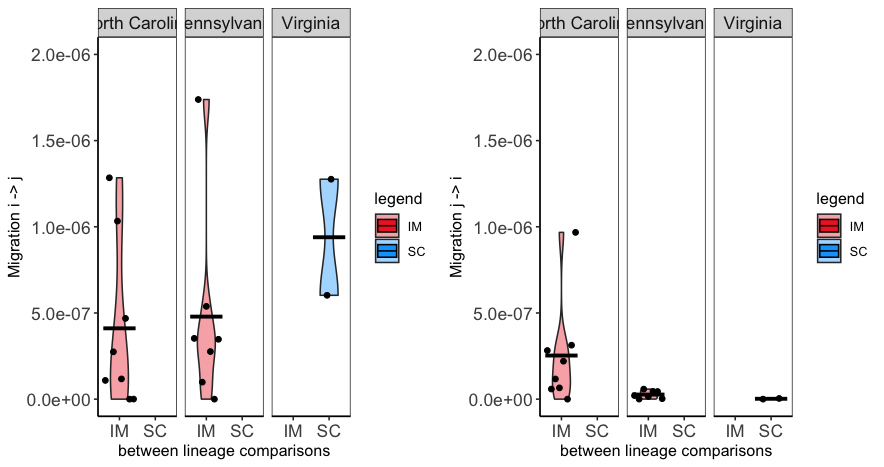 orth Carolin ennsylvan Virginia
2.0e-06
1.5e-06
1.0e-06
5.0e-07
0.0e+00
Migration i -> j
IM SC IM SC IM SC
between lineage comparisons
legend
IM
SC
orth Carolin ennsylvan Virginia
2.0e-06
1.5e-06
1.0e-06
5.0e-07
0.0e+00
Migration j -> i
IM SC IM SC IM SC
between lineage comparisons
legend
IM
SC